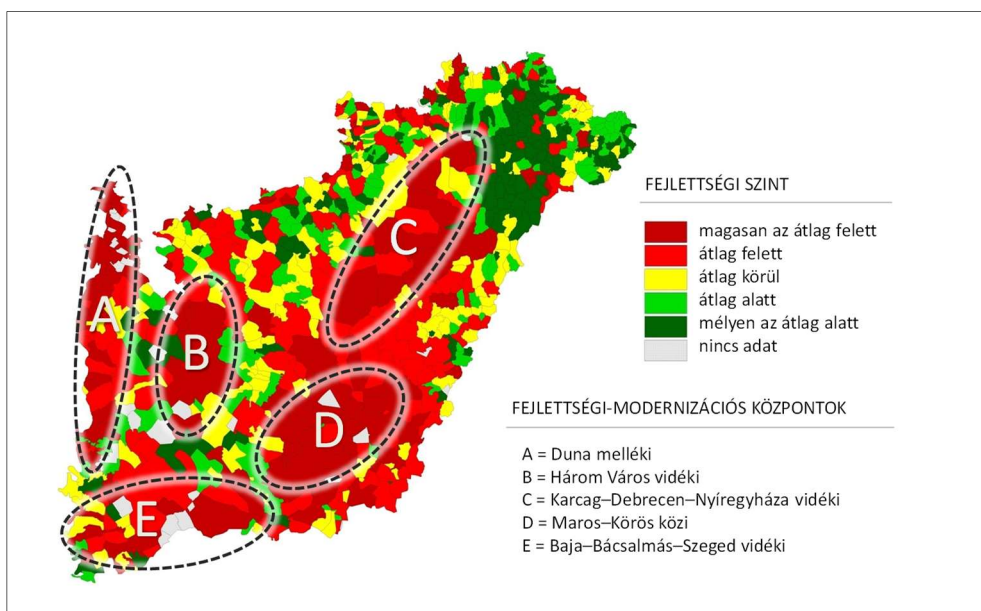 A
B
C
D
E
FEJLETTSÉGI SZINT
magasan az átlag felett
átlag felett
átlag körül
átlag alatt
mélyen az átlag alatt
nincs adat
FEJLETTSÉGI-MODERNIZÁCIÓS KÖZPONTOK
A = Duna melléki
B = Három Város vidéki
C = Karcag–Debrecen–Nyíregyháza vidéki
D = Maros–Körös közi
E = Baja–Bácsalmás–Szeged vidéki